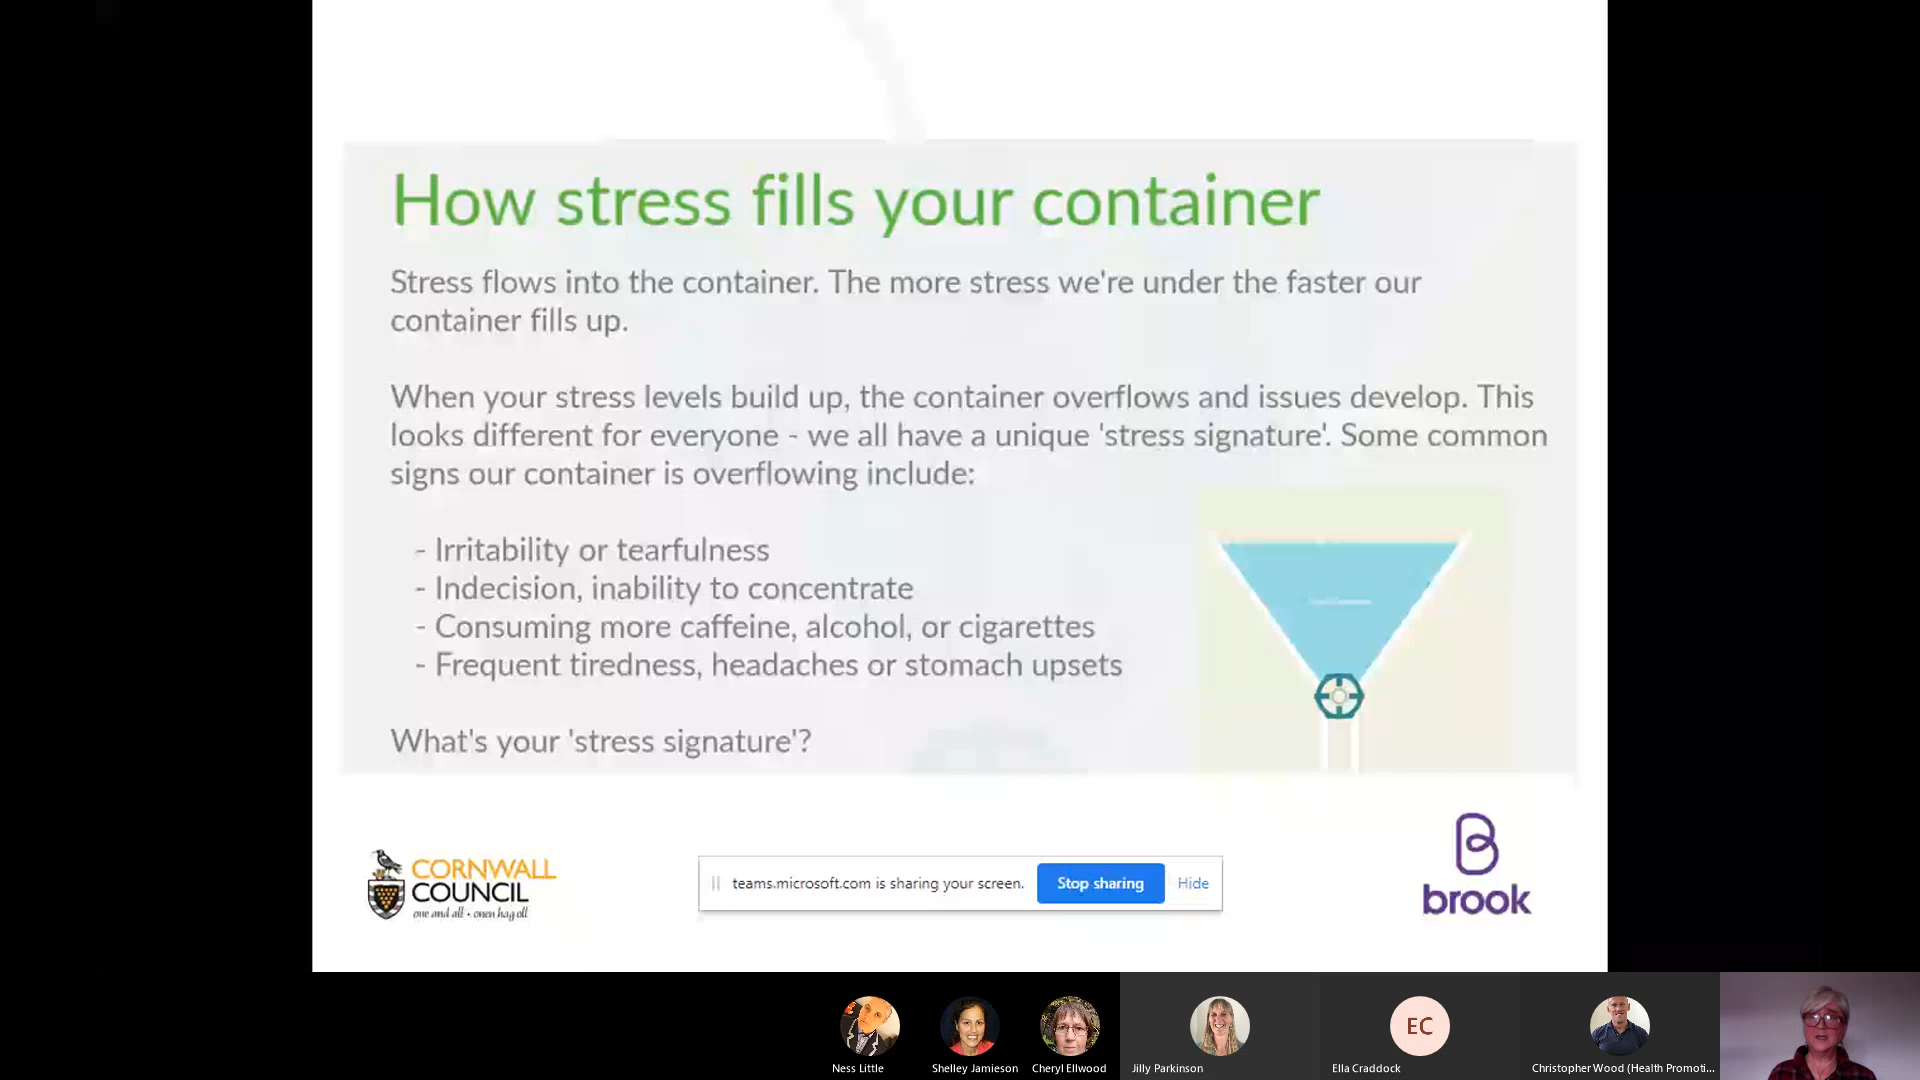 How stress fills your container
Stress flows into the container. The more stress we're under the faster our
container fills up.
When your stress levels build up, the container overflows and issues develop. This
looks different for everyone - we all have a unique 'stress signature'. Some common
signs our container is overflowing include:
- Irritability or tearfulness
- Indecision, inability to concentrate
- Consuming more caffeine, alcohol, or cigarettes
- Frequent tiredness, headaches or stomach upsets
What's your 'stress signature'?
CORNWALL
COUNCIL
one and all • onen hag oll
teams.microsoft.com is sharing your screen.
Stop sharing
Hide
brook
EC
Ness Little
Shelley Jamieson
Cheryl Ellwood
Jilly Parkinson
Ella Craddock
Christopher Wood (Health Promoti...